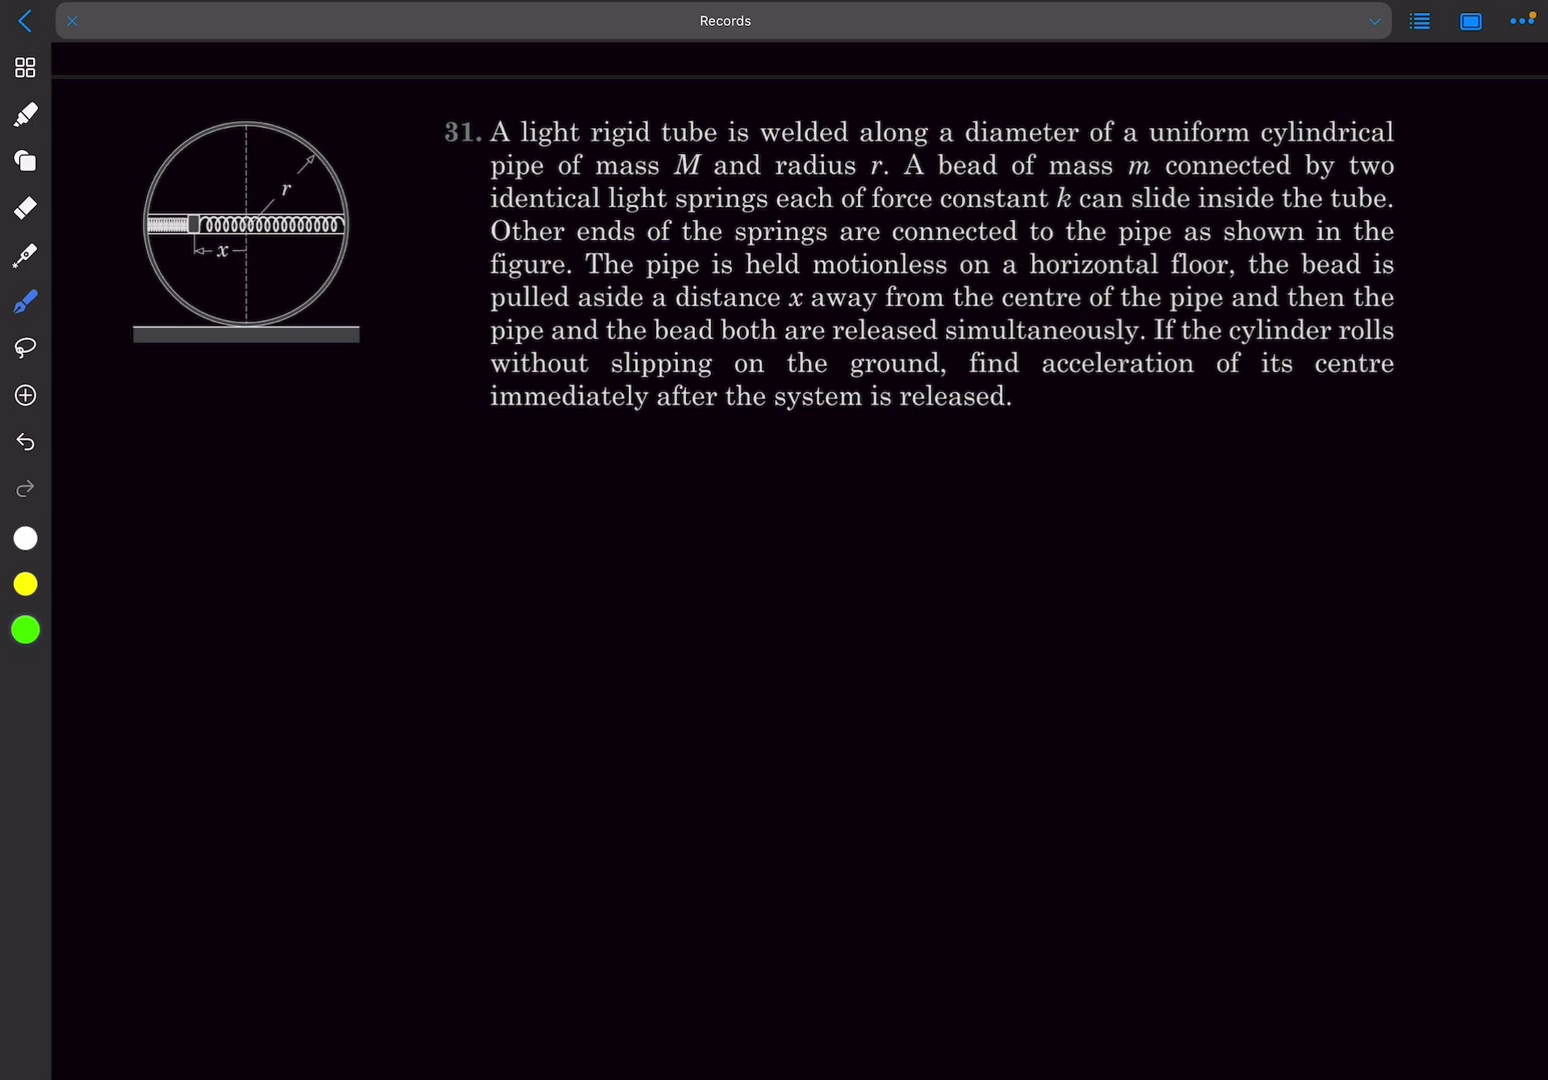 Records
31. A light rigid tube is welded along a diameter of a uniform cylindrical
pipe of mass M and radius r. A bead of mass m connected by two
identical light springs each of force constant k can slide inside the tube.
Other ends of the springs are connected to the pipe as shown in the
figure. The pipe is held motionless on a horizontal floor, the bead is
pulled aside a distance x away from the centre of the pipe and then the
pipe and the bead both are released simultaneously. If the cylinder rolls
without slipping on the ground, find acceleration of its centre
immediately after the system is released.
r
x